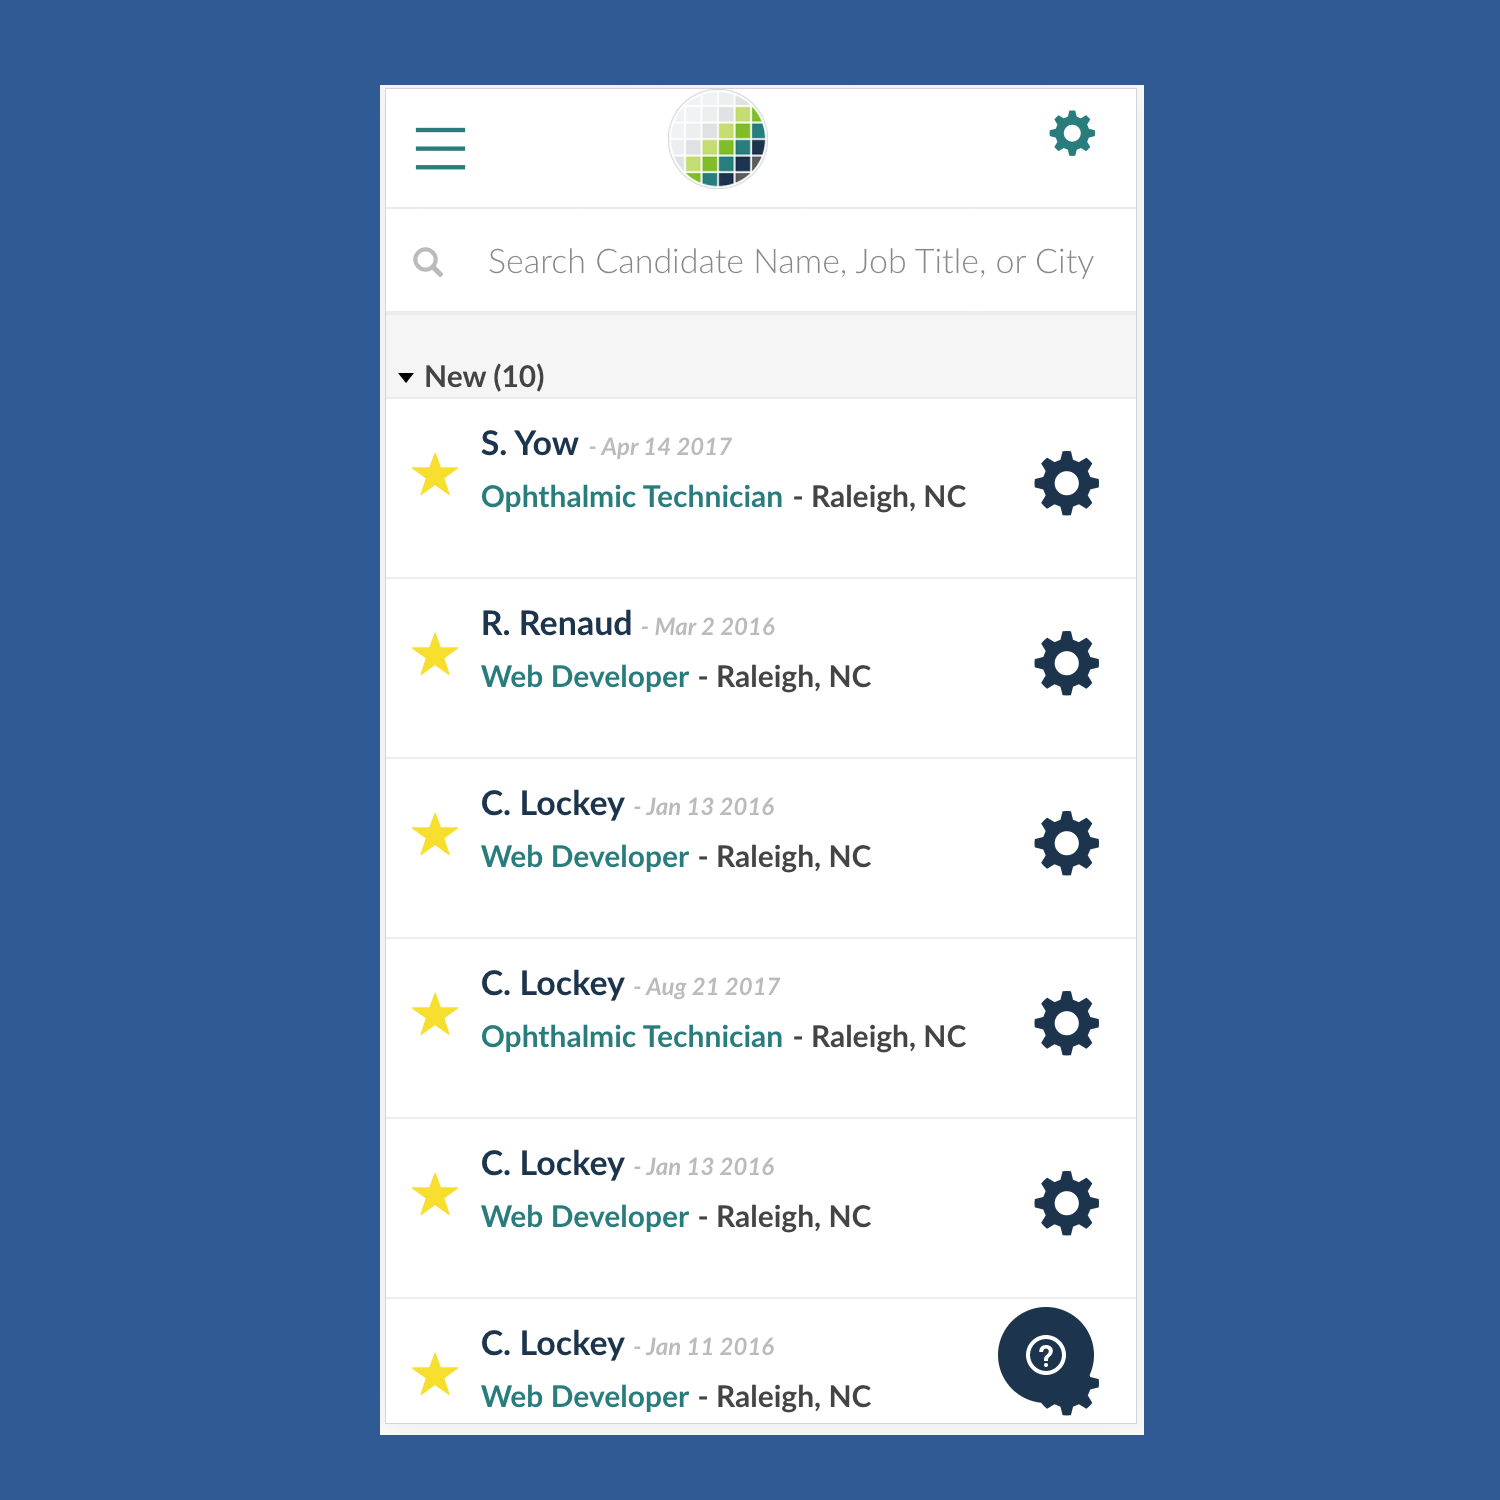 Search Candidate Name, Job Title, or City
New (10)
S. Yow - Apr 14 2017
Ophthalmic Technician - Raleigh, NC
R. Renaud - Mar 2 2016
Web Developer - Raleigh, NC
C. Lockey - Jan 13 2016
Web Developer - Raleigh, NC
C. Lockey - Aug 21 2017
Ophthalmic Technician - Raleigh, NC
C. Lockey - Jan 13 2016
Web Developer - Raleigh, NC
C. Lockey - Jan 11 2016
?
Web Developer - Raleigh, NC